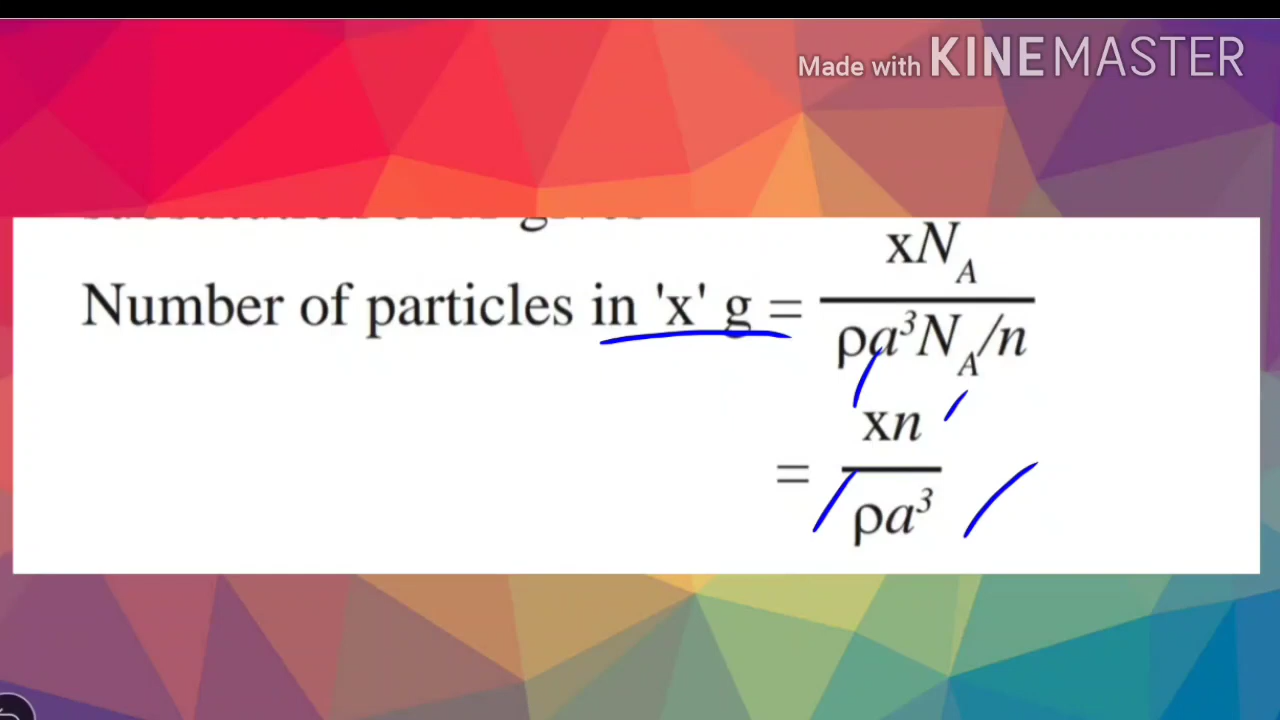 Made with KINEMASTER
Number of particles in 'x' g = xN_A / ρa³N_A/n
= xn / ρa³